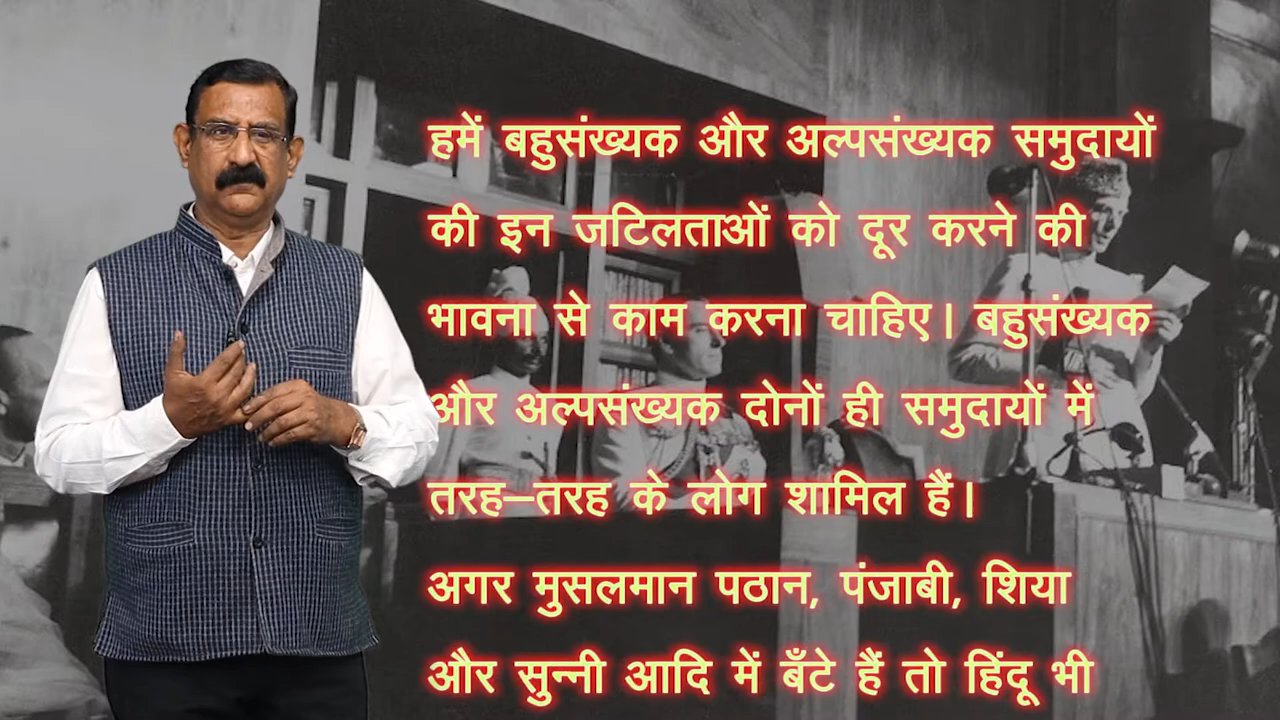 हमें बहुसंख्यक और अल्पसंख्यक समुदायों
की इन जटिलताओं को दूर करने की
भावना से काम करना चाहिए। बहुसंख्यक
और अल्पसंख्यक दोनों ही समुदायों में
तरह–तरह के लोग शामिल हैं।
अगर मुसलमान पठान, पंजाबी, शिया
और सुन्नी आदि में बँटे हैं तो हिंदू भी